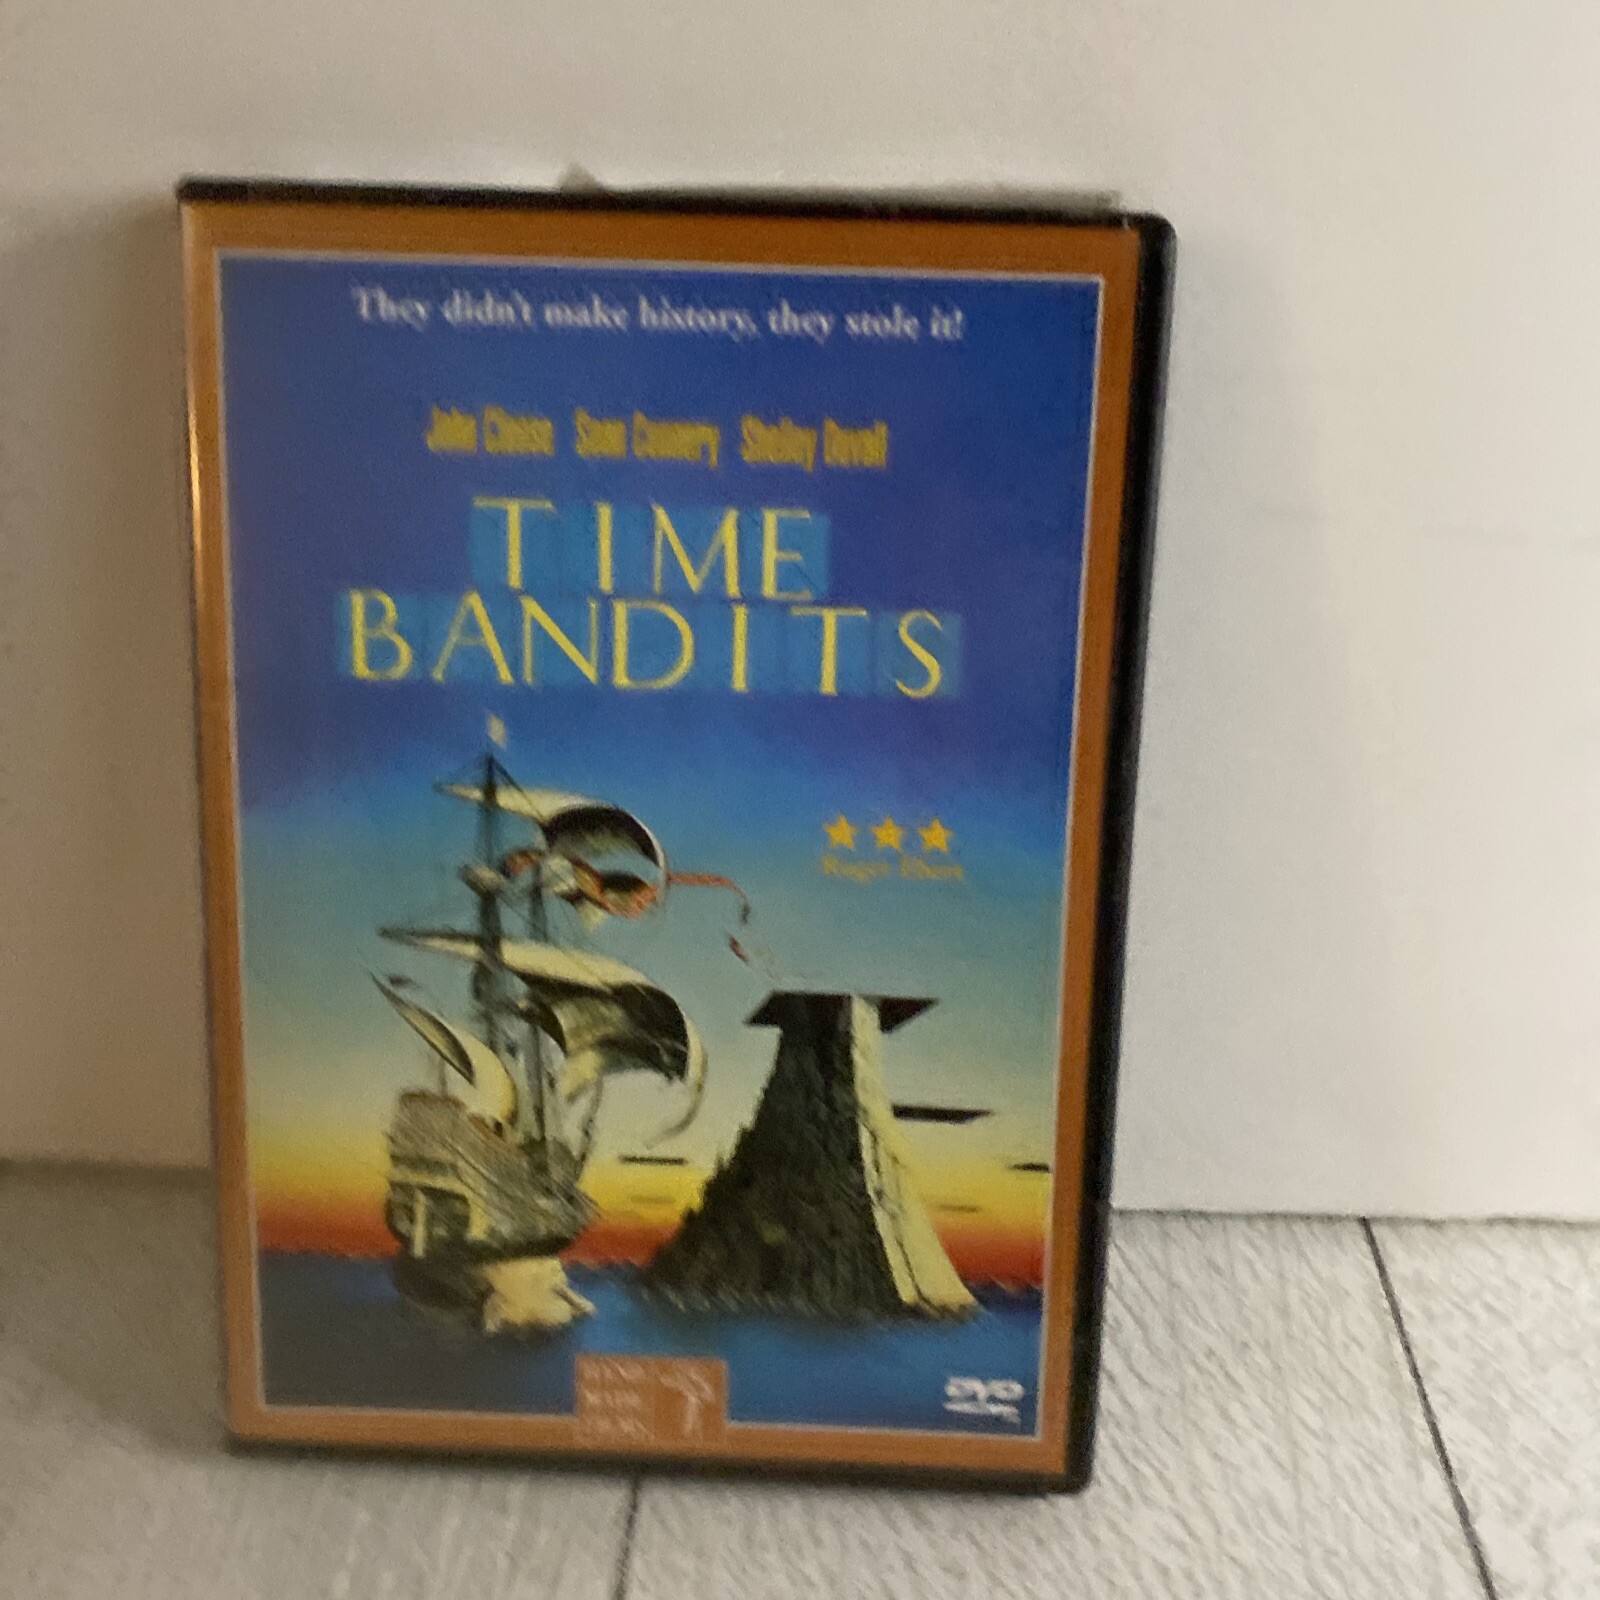 They didn't make history, they stole it!
John Cleese Sean Connery Shelley Duvall
TIME
BANDITS
Roger Ebert
DVD